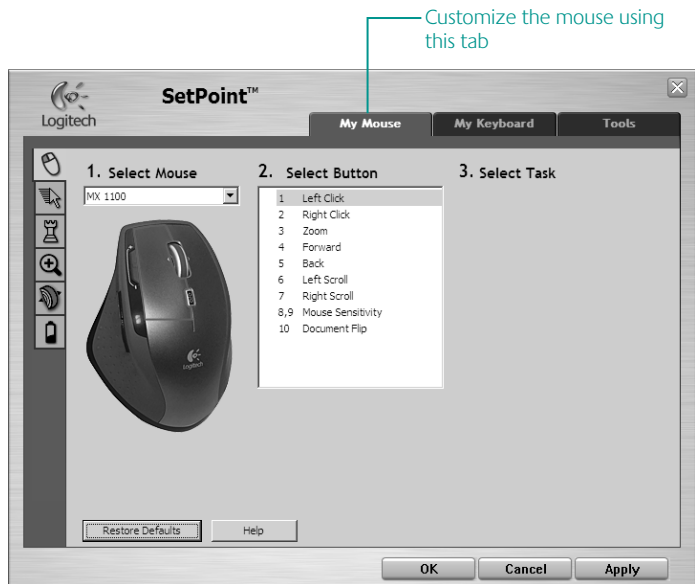 Customize the mouse using
this tab
Logitech
SetPoint™
My Mouse
My Keyboard
Tools
1. Select Mouse
2. Select Button
3. Select Task
MX 1100
1 Left Click
2 Right Click
3 Zoom
4 Forward
5 Back
6 Left Scroll
7 Right Scroll
8,9 Mouse Sensitivity
10 Document Flip
Logitech
Restore Defaults
Help
OK
Cancel
Apply